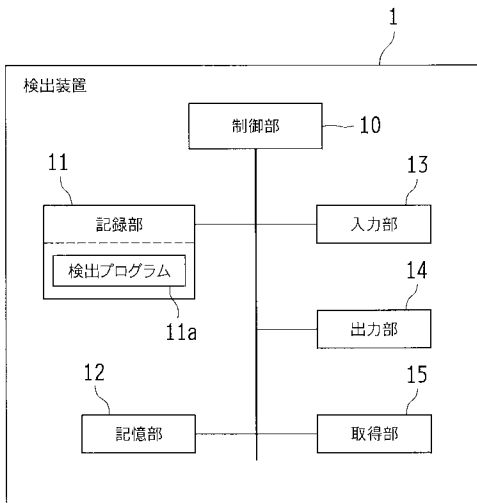 1
検出装置
制御部
10
11
記録部
検出プログラム
11a
13
入力部
14
出力部
12
記憶部
15
取得部